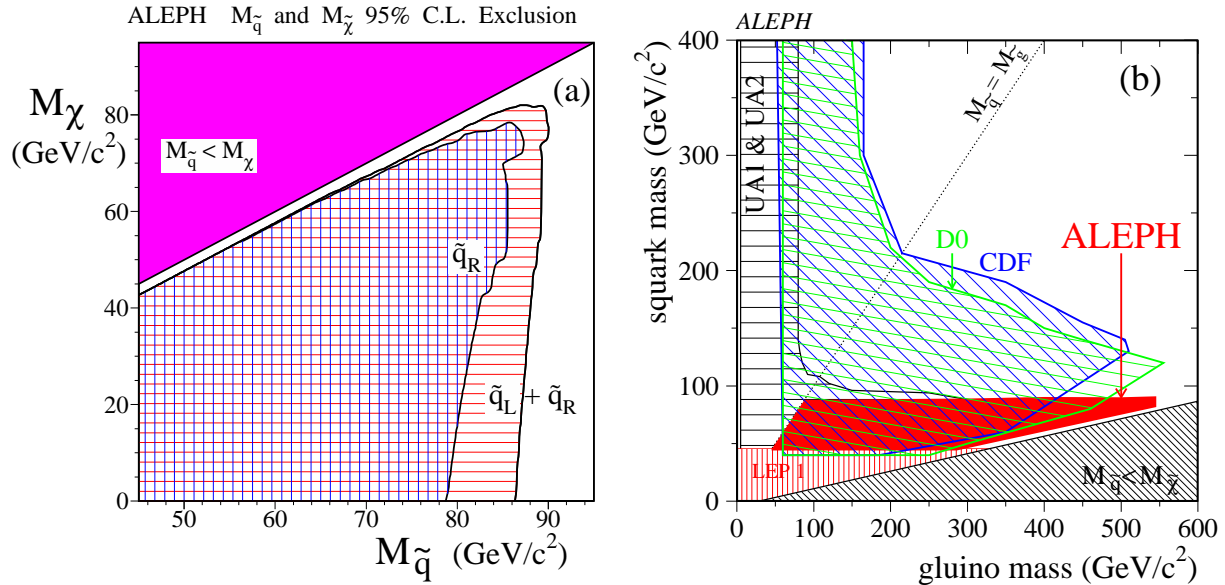 ALEPH M_q̃ and M_χ̃ 95% C.L. Exclusion
(a)
M_χ
(GeV/c²)
M_q̃ < M_χ
q̃_R
q̃_L + q̃_R
80
60
40
20
0
50 60 70 80 90
M_q̃ (GeV/c²)
ALEPH
(b)
squark mass (GeV/c²)
400
300
200
100
0
UA1 & UA2
M_q̃ = M_g̃
D0
CDF
ALEPH
LEP 1
M_q̃<M_χ̃
0 100 200 300 400 500 600
gluino mass (GeV/c²)